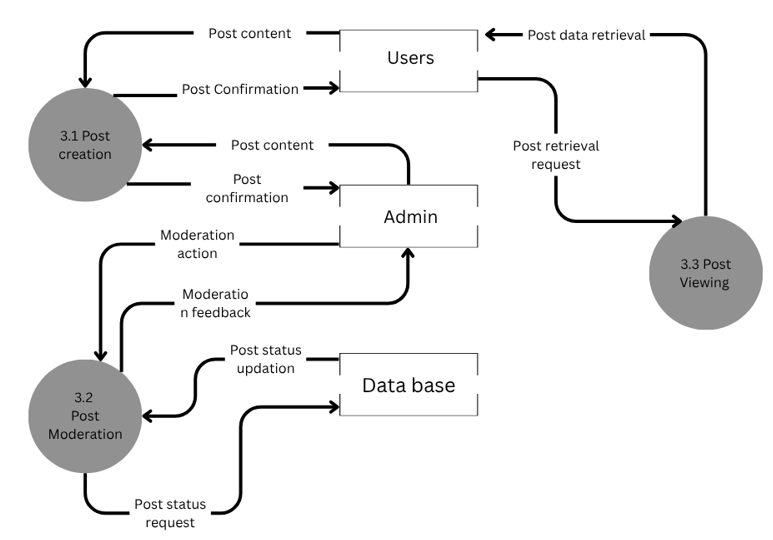 Post content
Users
Post data retrieval
Post Confirmation
3.1 Post
creation
Post content
Post retrieval
request
Post
confirmation
Admin
Moderation
action
3.3 Post
Viewing
Moderatio
n feedback
Post status
updation
Data base
3.2
Post
Moderation
Post status
request